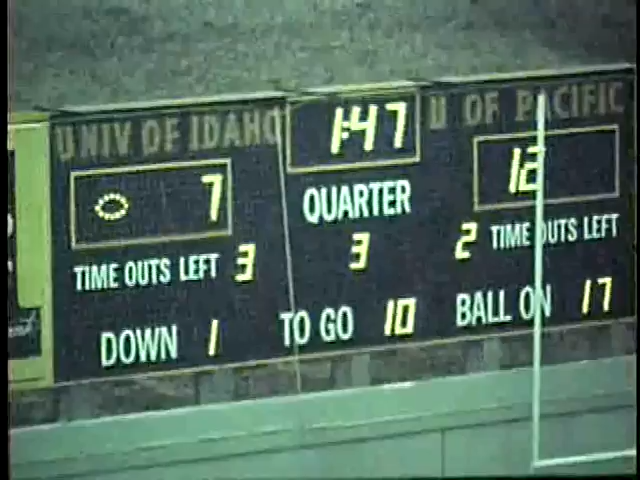 UNIV OF IDAHO 1:47 U OF PACIFIC
7 QUARTER 12
TIME OUTS LEFT 3 3 2 TIME OUTS LEFT
DOWN 1 TO GO 10 BALL ON 17